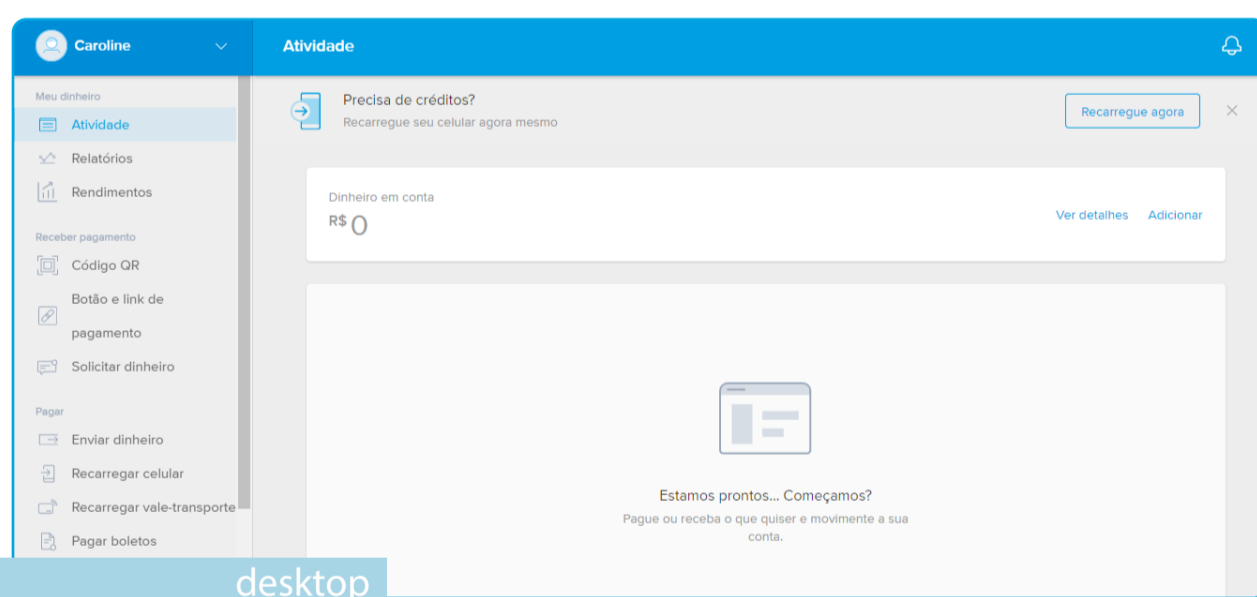 Caroline
Meu dinheiro
Atividade
Relatórios
Rendimentos
Receber pagamento
Código QR
Botão e link de
pagamento
Solicitar dinheiro
Pagar
Enviar dinheiro
Recarregar celular
Recarregar vale-transporte
Pagar boletos
Atividade
Precisa de créditos?
Recarregue seu celular agora mesmo
Recarregue agora
Dinheiro em conta
R$ 0
Ver detalhes Adicionar
Estamos prontos... Começamos?
Pague ou receba o que quiser e movimente a sua
conta.
desktop